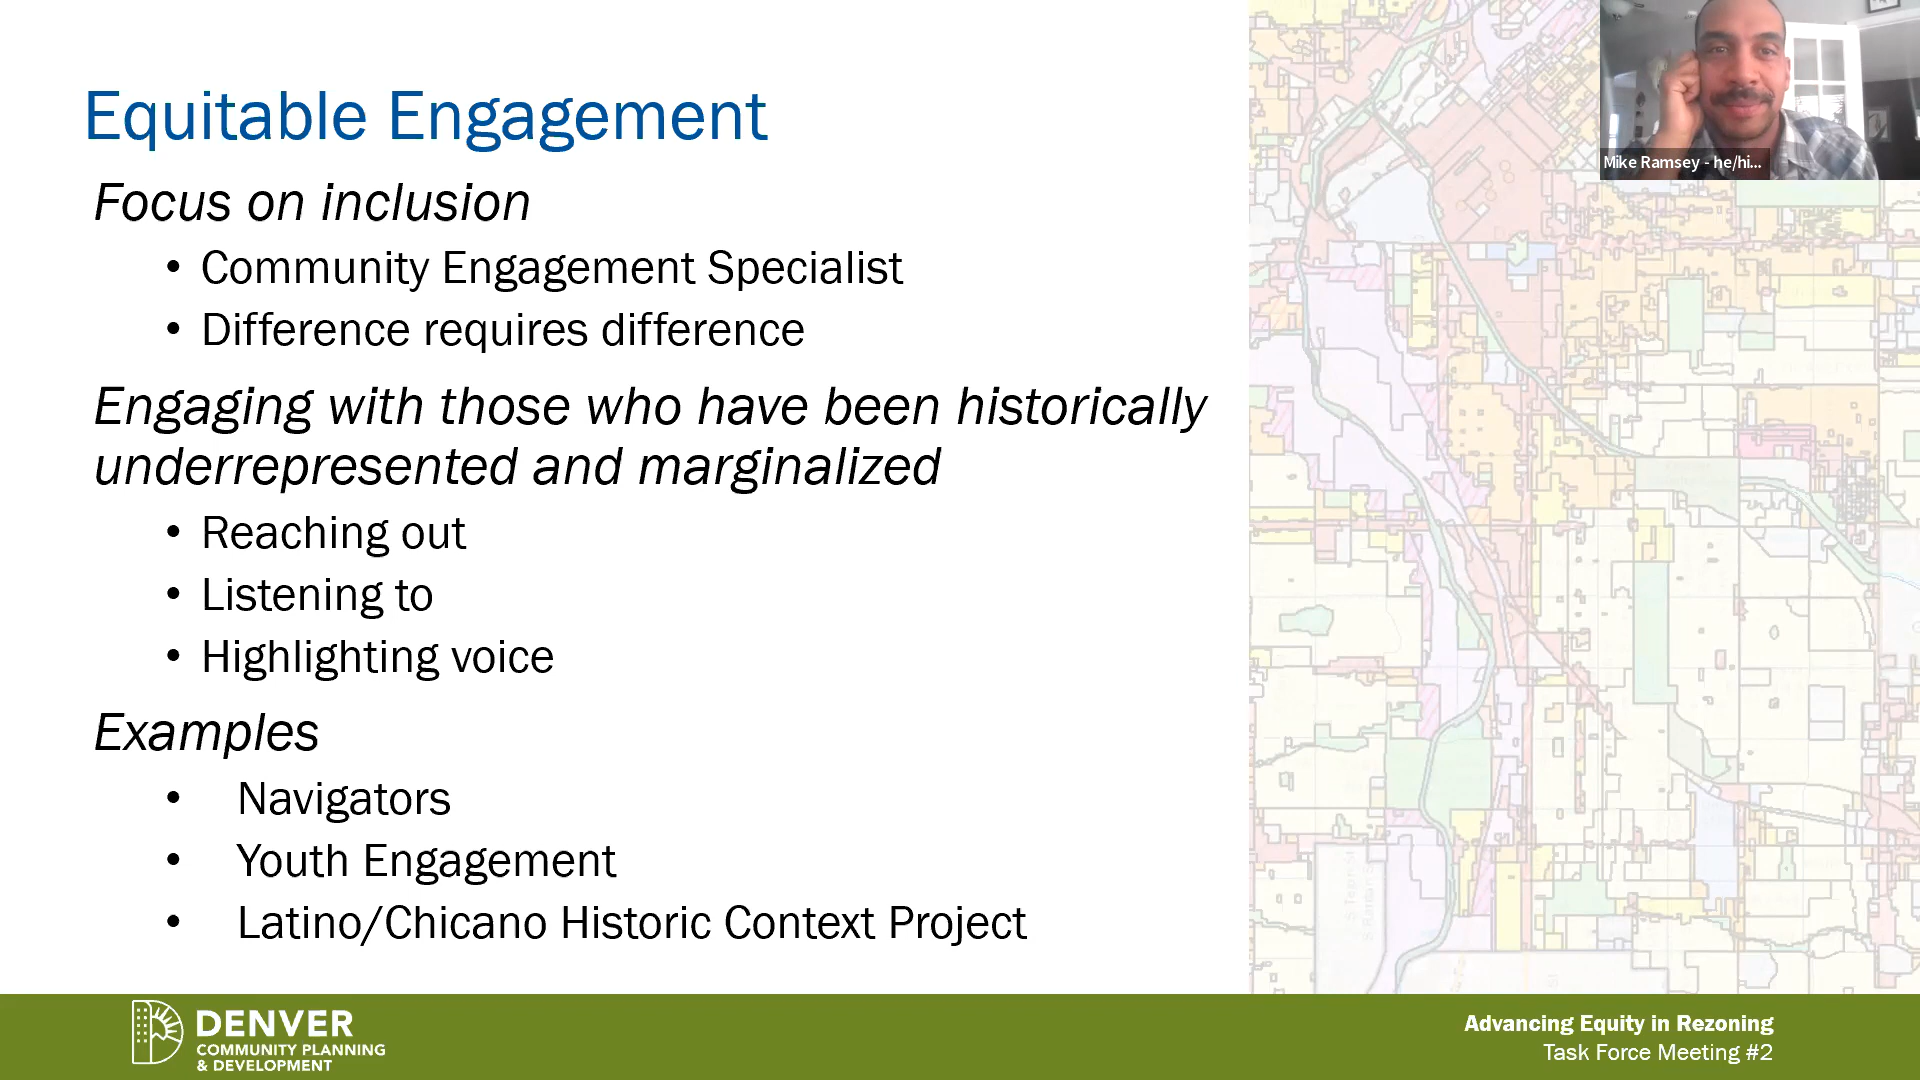 Equitable Engagement
Focus on inclusion
• Community Engagement Specialist
• Difference requires difference
Engaging with those who have been historically
underrepresented and marginalized
• Reaching out
• Listening to
• Highlighting voice
Examples
• Navigators
• Youth Engagement
• Latino/Chicano Historic Context Project
Mike Ramsey - he/hi...
DENVER
COMMUNITY PLANNING
& DEVELOPMENT
Advancing Equity in Rezoning
Task Force Meeting #2